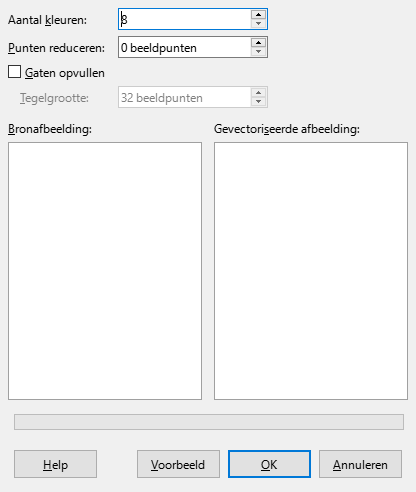 Aantal kleuren: 8
Punten reduceren: 0 beeldpunten
Gaten opvullen
Tegelgrootte: 32 beeldpunten
Bronafbeelding: Gevectoriseerde afbeelding:
Help Voorbeeld OK Annuleren